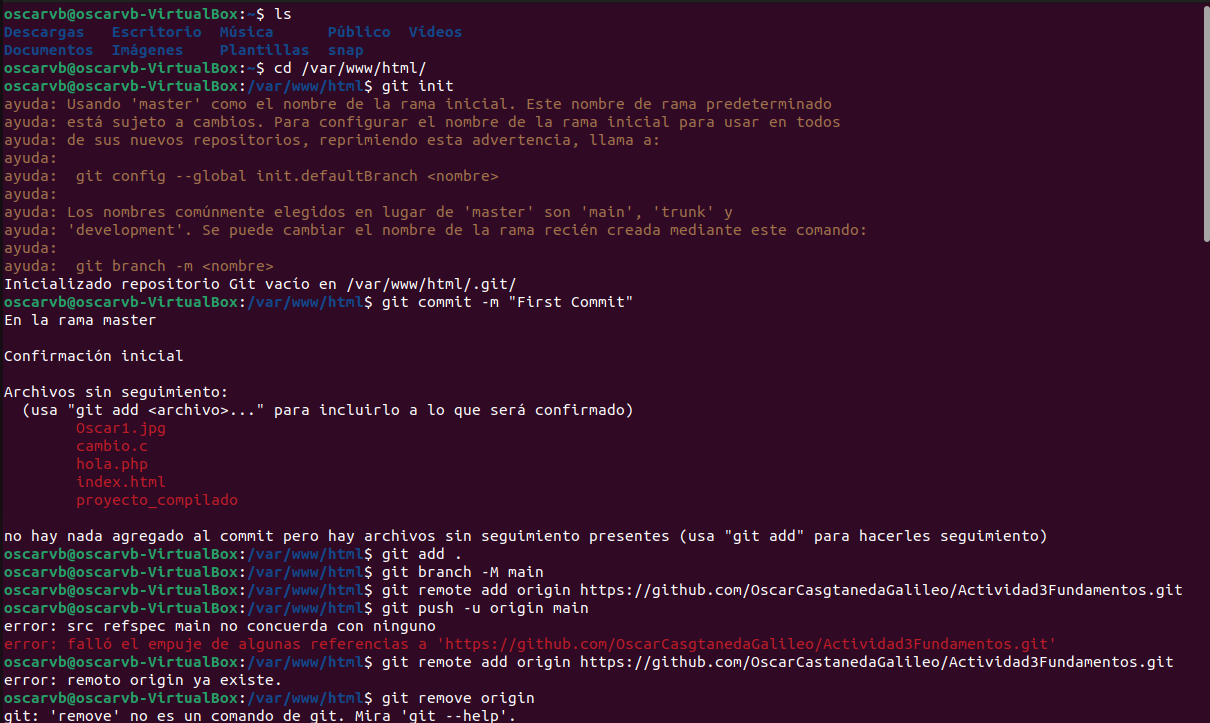 oscarvb@oscarvb-VirtualBox:~$ ls
Descargas   Escritorio  Música      Público  Vídeos
Documentos  Imágenes    Plantillas  snap
oscarvb@oscarvb-VirtualBox:~$ cd /var/www/html/
oscarvb@oscarvb-VirtualBox:/var/www/html$ git init
ayuda: Usando 'master' como el nombre de la rama inicial. Este nombre de rama predeterminado
ayuda: está sujeto a cambios. Para configurar el nombre de la rama inicial para usar en todos
ayuda: de sus nuevos repositorios, reprimiendo esta advertencia, llama a:
ayuda:
ayuda:  git config --global init.defaultBranch <nombre>
ayuda:
ayuda: Los nombres comúnmente elegidos en lugar de 'master' son 'main', 'trunk' y
ayuda: 'development'. Se puede cambiar el nombre de la rama recién creada mediante este comando:
ayuda:
ayuda:  git branch -m <nombre>
Inicializado repositorio Git vacío en /var/www/html/.git/
oscarvb@oscarvb-VirtualBox:/var/www/html$ git commit -m "First Commit"
En la rama master

Confirmación inicial

Archivos sin seguimiento:
  (usa "git add <archivo>..." para incluirlo a lo que será confirmado)
        Oscar1.jpg
        cambio.c
        hola.php
        index.html
        proyecto_compilado

no hay nada agregado al commit pero hay archivos sin seguimiento presentes (usa "git add" para hacerles seguimiento)
oscarvb@oscarvb-VirtualBox:/var/www/html$ git add .
oscarvb@oscarvb-VirtualBox:/var/www/html$ git branch -M main
oscarvb@oscarvb-VirtualBox:/var/www/html$ git remote add origin https://github.com/OscarCasgtanedaGalileo/Actividad3Fundamentos.git
oscarvb@oscarvb-VirtualBox:/var/www/html$ git push -u origin main
error: src refspec main no concuerda con ninguno
error: falló el empuje de algunas referencias a 'https://github.com/OscarCasgtanedaGalileo/Actividad3Fundamentos.git'
oscarvb@oscarvb-VirtualBox:/var/www/html$ git remote add origin https://github.com/OscarCastanedaGalileo/Actividad3Fundamentos.git
error: remoto origin ya existe.
oscarvb@oscarvb-VirtualBox:/var/www/html$ git remove origin
git: 'remove' no es un comando de git. Mira 'git --help'.